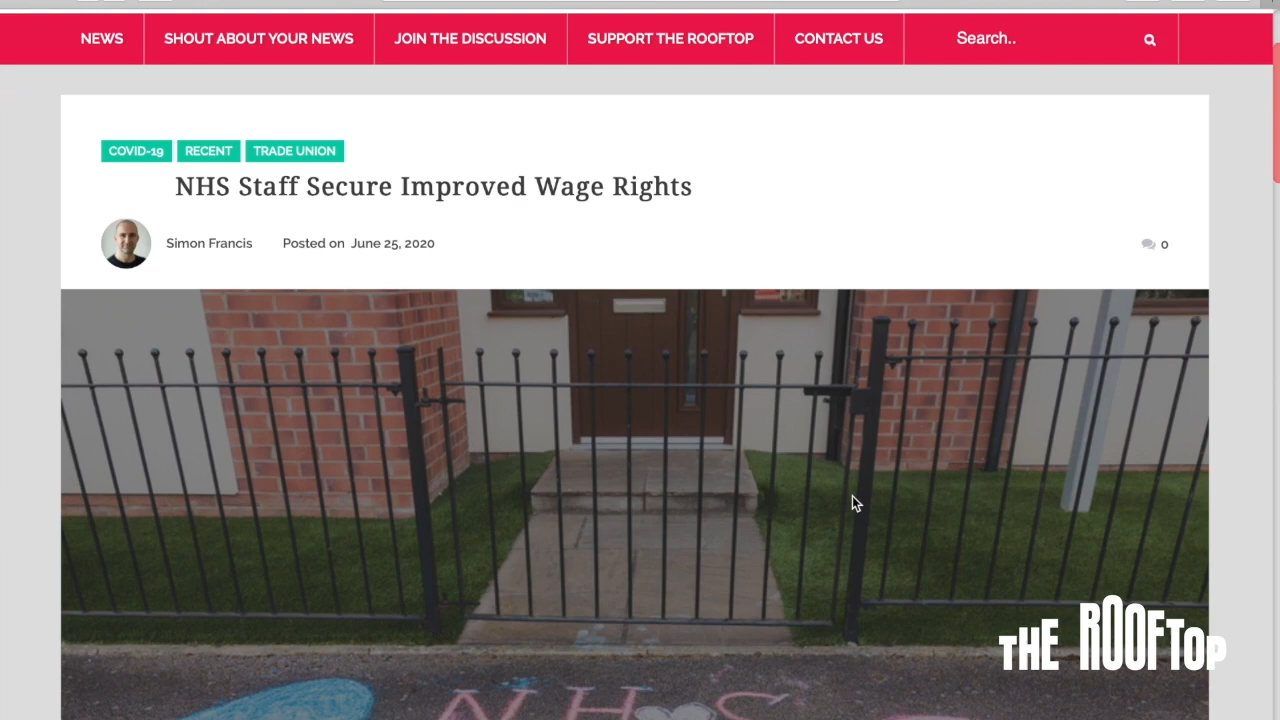 NEWS
SHOUT ABOUT YOUR NEWS
JOIN THE DISCUSSION
SUPPORT THE ROOFTOP
CONTACT US
Search..
COVID-19
RECENT
TRADE UNION
NHS Staff Secure Improved Wage Rights
Simon Francis
Posted on June 25, 2020
0
THE ROOFTOP
NHS